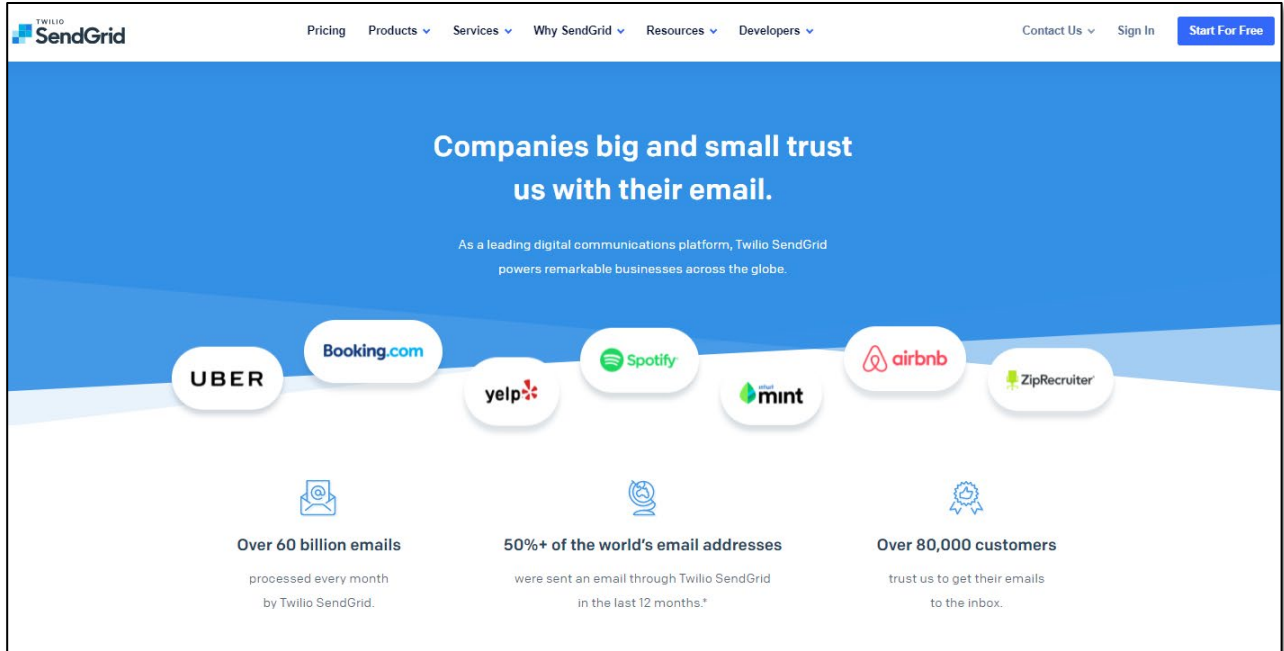 TWILIO
SendGrid
Pricing Products Services Why SendGrid Resources Developers Contact Us Sign In Start For Free
Companies big and small trust
us with their email.
As a leading digital communications platform, Twilio SendGrid
powers remarkable businesses across the globe.
UBER
Booking.com
yelp
Spotify
intuit
mint
airbnb
ZipRecruiter
Over 60 billion emails
processed every month
by Twilio SendGrid.
50%+ of the world's email addresses
were sent an email through Twilio SendGrid
in the last 12 months.*
Over 80,000 customers
trust us to get their emails
to the inbox.